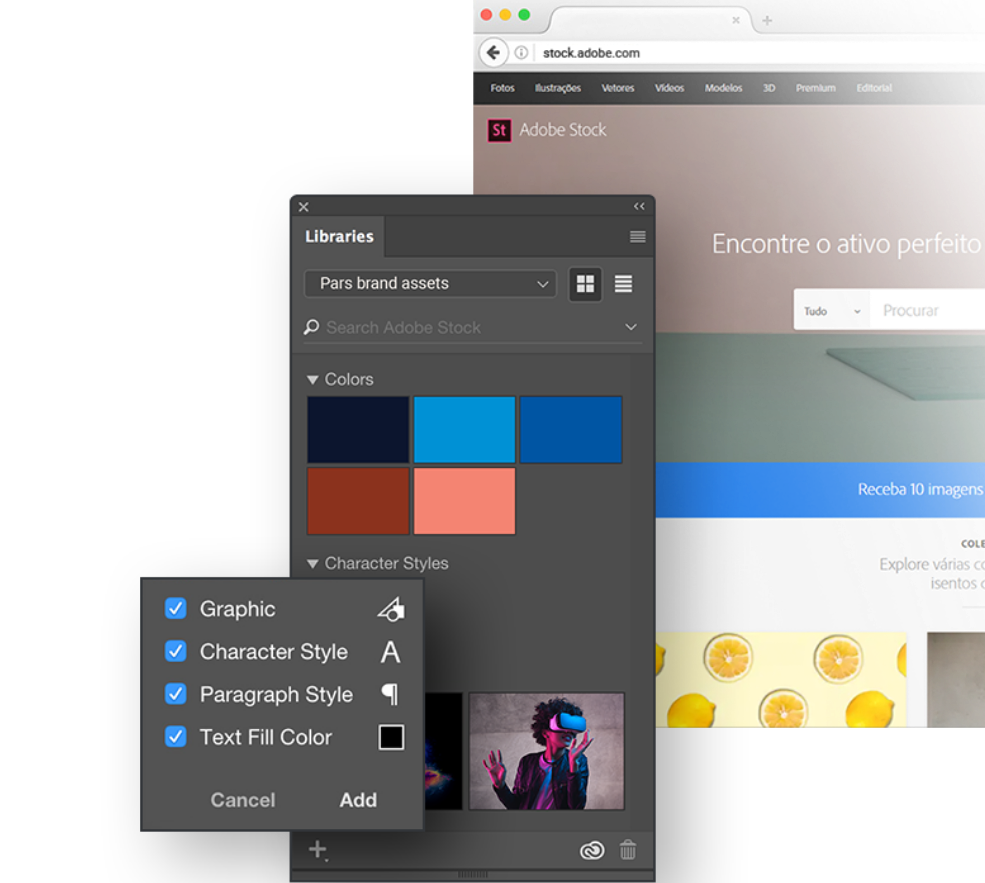 stock.adobe.com
Fotos Ilustrações Vetores Vídeos Modelos 3D Premium Editorial
St Adobe Stock
Encontre o ativo perfeito
Tudo Procurar
Receba 10 imagens
Explore várias
isentos
Libraries
Pars brand assets
Search Adobe Stock
Colors
Character Styles
Graphic
Character Style
A
Paragraph Style
¶
Text Fill Color
Cancel Add